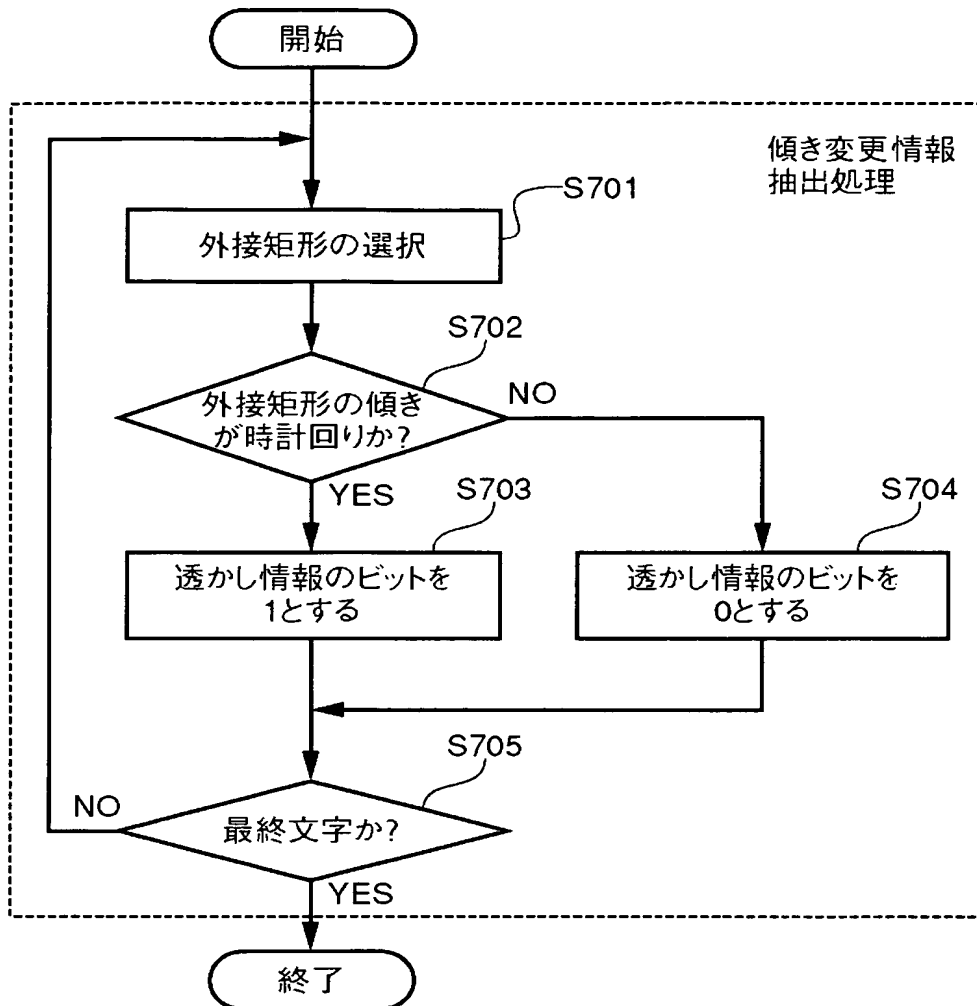 開始
傾き変更情報
抽出処理
S701
外接矩形の選択
S702
外接矩形の傾き
が時計回りか?
NO
YES
S703
透かし情報のビットを
1とする
S704
透かし情報のビットを
0とする
S705
最終文字か?
NO
YES
終了